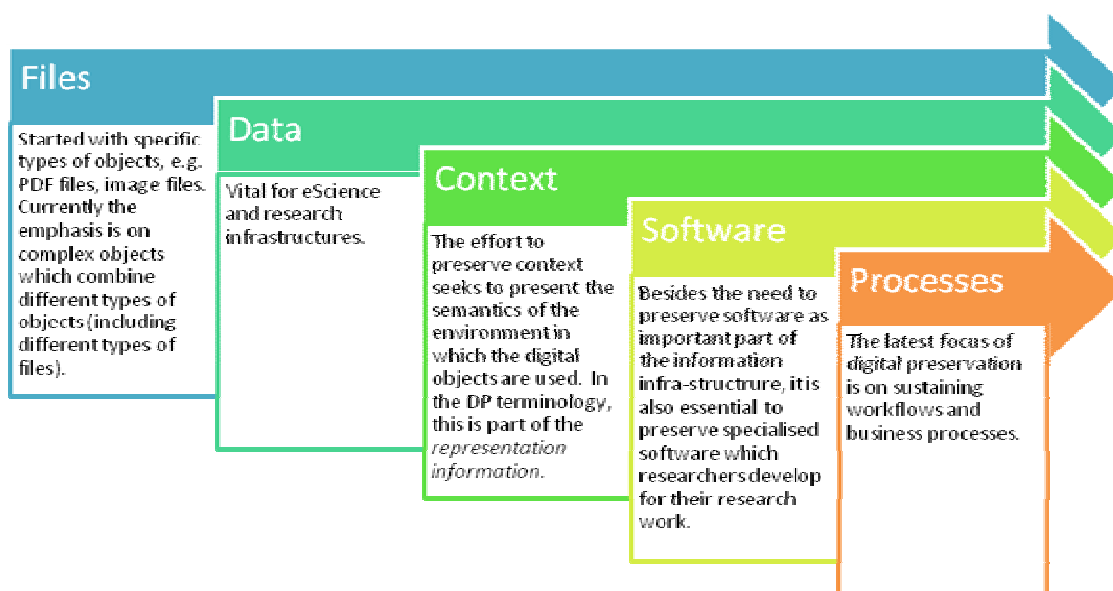 Files
Started with specific
types of objects, e.g.
PDF files, image files.
Currently the
emphasis is on
complex objects
which combine
different types of
objects (including
different types of
files).
Data
Vital for eScience
and research
infrastructures.
Context
The effort to
preserve context
seeks to present the
semantics of the
environment in
which the digital
objects are used. In
the DP terminology,
this is part of the
representation
information.
Software
Besides the need to
preserve software as
important part of
the information
infra-structrure, it is
also essential to
preserve specialised
software which
researchers develop
for their research
work.
Processes
The latest focus of
digital preservation
is on sustaining
workflows and
business processes.